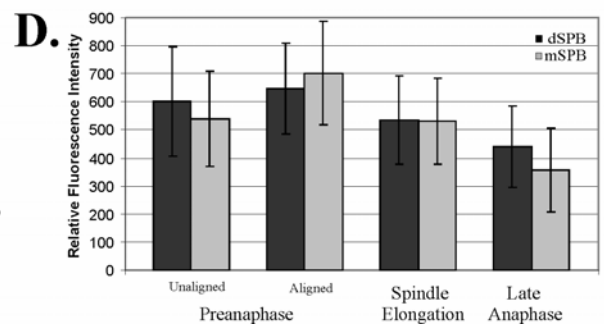 D.
Relative Fluorescence Intensity
900
800
700
600
500
400
300
200
100
0
dSPB
mSPB
Unaligned
Aligned
Preanaphase
Spindle
Elongation
Late
Anaphase